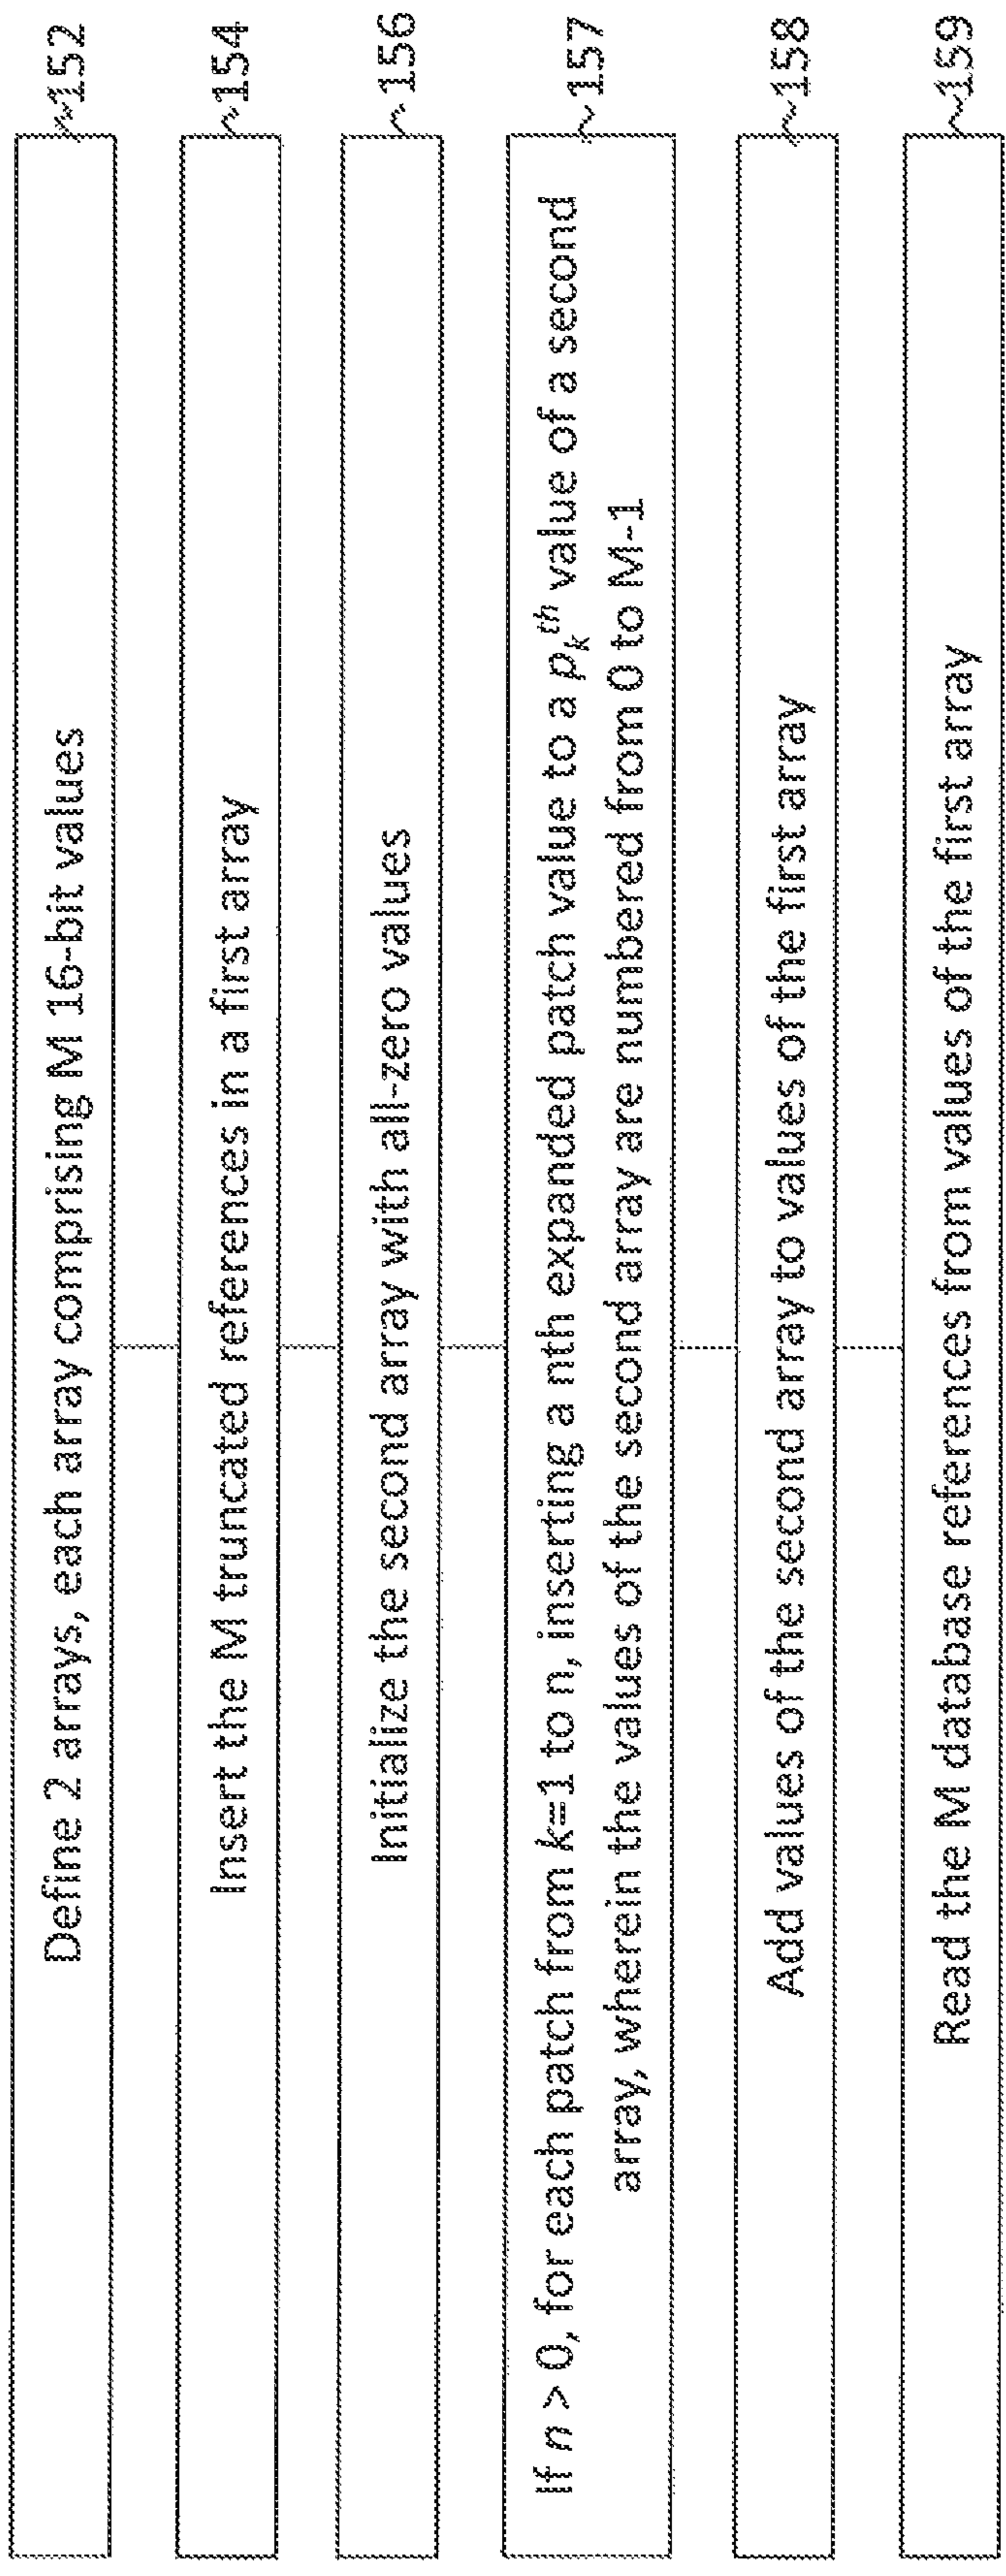 Define 2 arrays, each array comprising M 16-bit values
152
Insert the M truncated references in a first array
154
Initialize the second array with all-zero values
156
If n > 0, for each patch from k=1 to n, inserting a nth expanded patch value to a pₖᵗʰ value of a second
array, wherein the values of the second array are numbered from 0 to M-1
157
Add values of the second array to values of the first array
158
Read the M database references from values of the first array
159